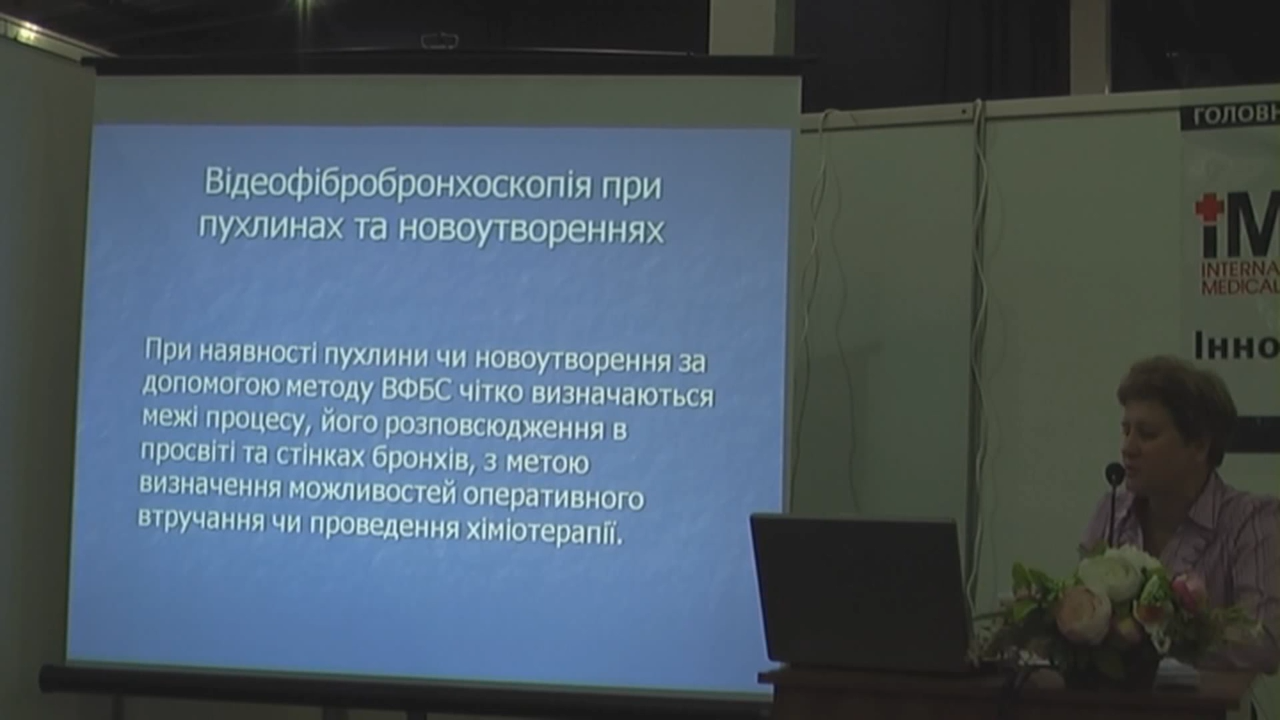 Відеофібробронхоскопія при
пухлинах та новоутвореннях
При наявності пухлини чи новоутворення за
допомогою методу ВФБС чітко визначаються
межі процесу, його розповсюдження в
просвіті та стінках бронхів, з метою
визначення можливостей оперативного
втручання чи проведення хіміотерапії.
ГОЛОВН
iM
INTERNA
MEDICAL
Інно